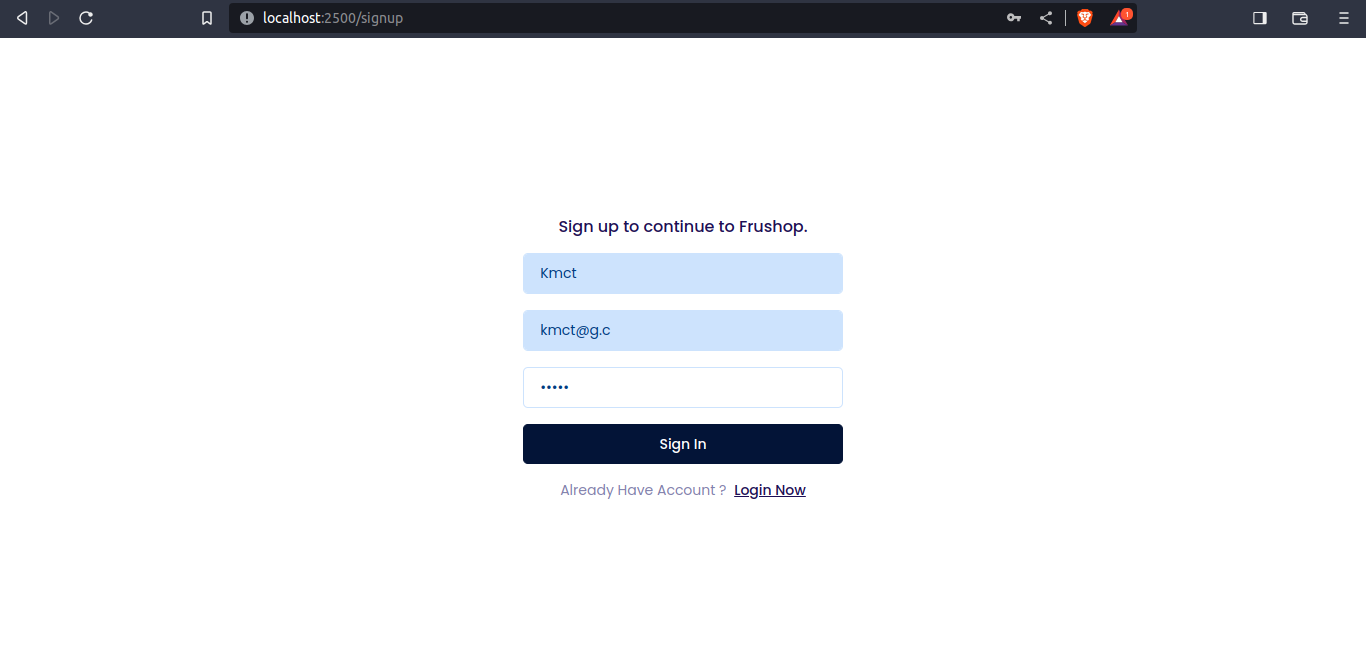 localhost:2500/signup
1
Sign up to continue to Frushop.
Kmct
kmct@g.c
•••••
Sign In
Already Have Account ? Login Now